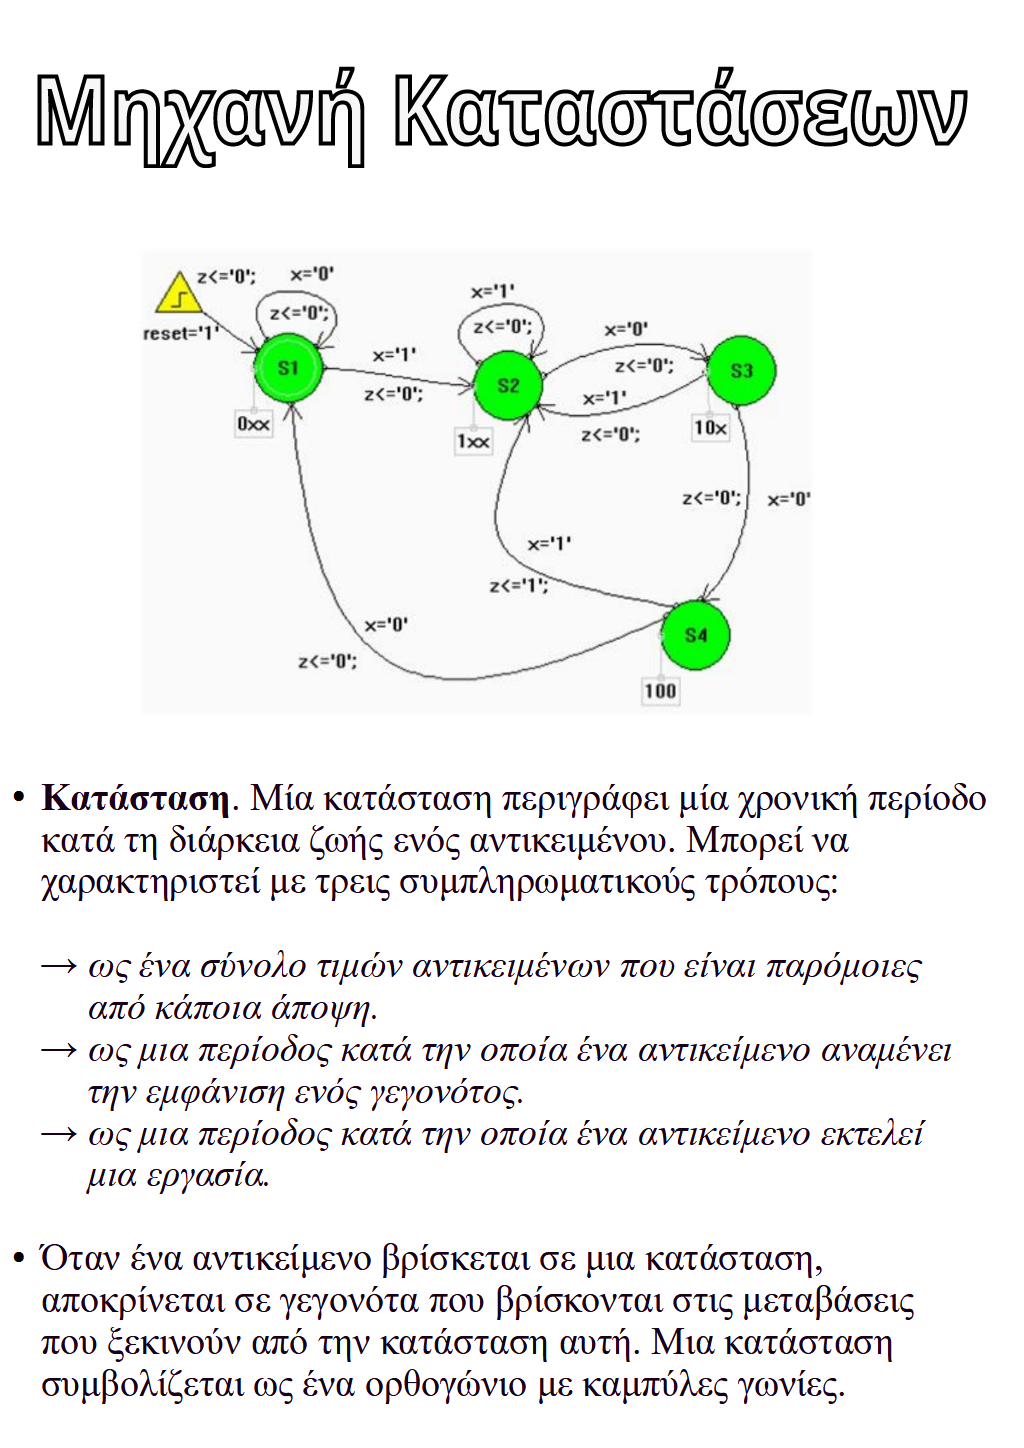 Μηχανή Καταστάσεων
z<='0';
x='0'
z<='0';
reset='1'
S1
0xx
x='1'
z<='0';
x='1'
z<='0';
S2
1xx
x='0'
z<='0';
x='1'
z<='0';
S3
10x
z<='0';
x='0'
x='1'
z<='1';
x='0'
z<='0';
S4
100
• Κατάσταση. Μία κατάσταση περιγράφει μία χρονική περίοδο
κατά τη διάρκεια ζωής ενός αντικειμένου. Μπορεί να
χαρακτηριστεί με τρεις συμπληρωματικούς τρόπους:
→ ως ένα σύνολο τιμών αντικειμένων που είναι παρόμοιες
από κάποια άποψη.
→ ως μια περίοδος κατά την οποία ένα αντικείμενο αναμένει
την εμφάνιση ενός γεγονότος.
→ ως μια περίοδος κατά την οποία ένα αντικείμενο εκτελεί
μια εργασία.
• Όταν ένα αντικείμενο βρίσκεται σε μια κατάσταση,
αποκρίνεται σε γεγονότα που βρίσκονται στις μεταβάσεις
που ξεκινούν από την κατάσταση αυτή. Μια κατάσταση
συμβολίζεται ως ένα ορθογώνιο με καμπύλες γωνίες.